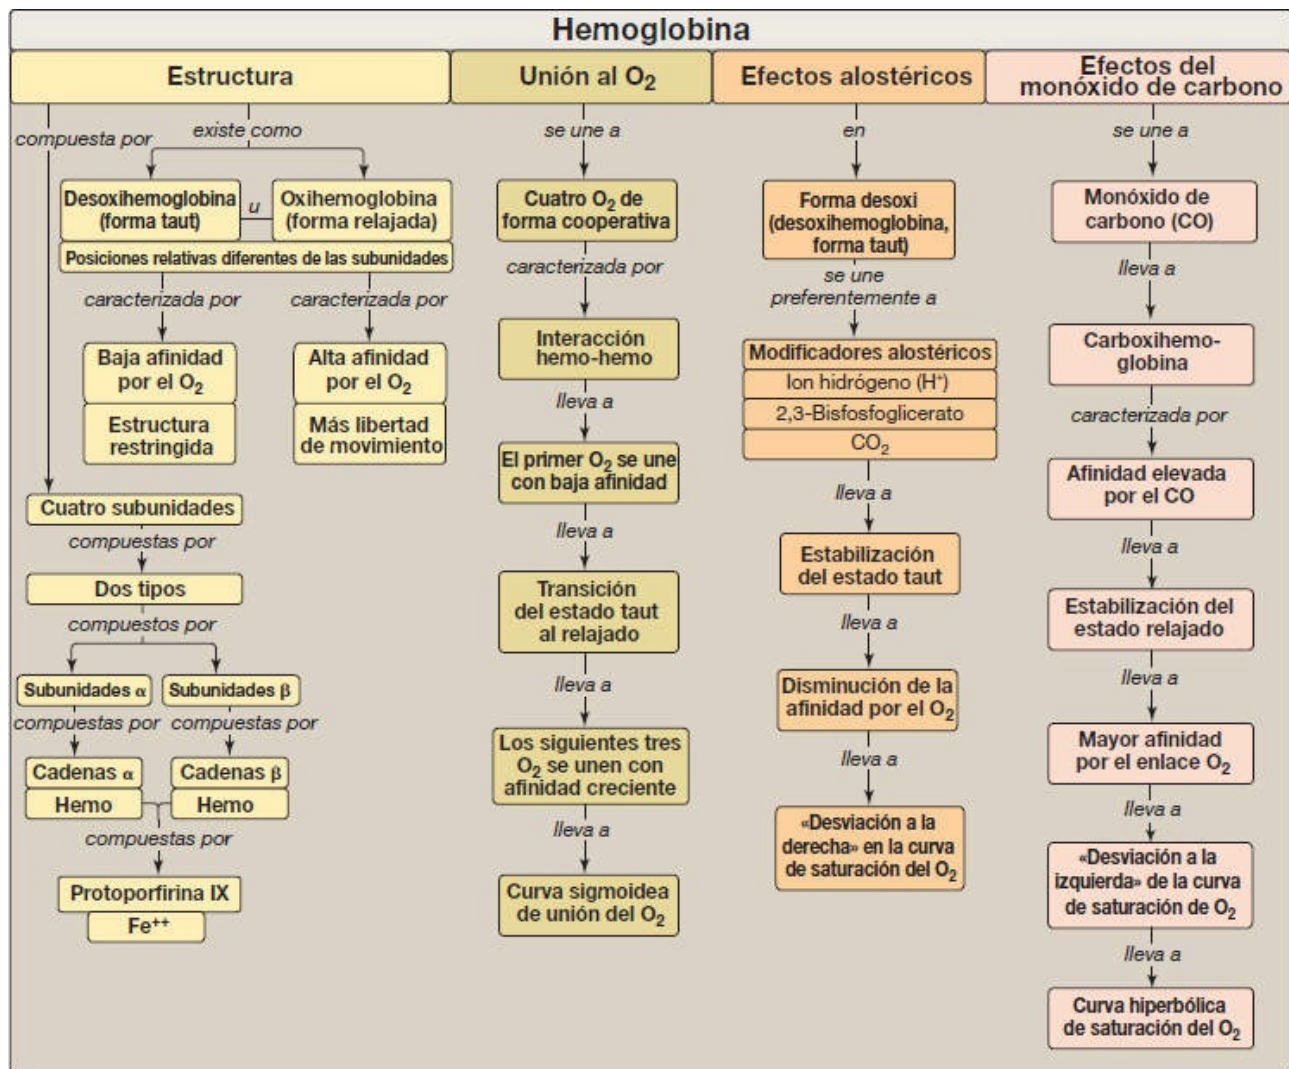 Hemoglobina
Estructura
compuesta por
existe como
Desoxihemoglobina
(forma taut)
u
Oxihemoglobina
(forma relajada)
Posiciones relativas diferentes de las subunidades
caracterizada por
caracterizada por
Baja afinidad
por el O₂
Estructura
restringida
Alta afinidad
por el O₂
Más libertad
de movimiento
Cuatro subunidades
compuestas por
Dos tipos
compuestos por
Subunidades α
Subunidades β
compuestas por
compuestas por
Cadenas α
Hemo
Cadenas β
Hemo
compuestas por
Protoporfirina IX
Fe⁺⁺
Unión al O₂
se une a
Cuatro O₂ de
forma cooperativa
caracterizada por
Interacción
hemo-hemo
lleva a
El primer O₂ se une
con baja afinidad
lleva a
Transición
del estado taut
al relajado
lleva a
Los siguientes tres
O₂ se unen con
afinidad creciente
lleva a
Curva sigmoidea
de unión del O₂
Efectos alostéricos
en
Forma desoxi
(desoxihemoglobina,
forma taut)
se une
preferentemente a
Modificadores alostéricos
Ion hidrógeno (H⁺)
2,3-Bisfosfoglicerato
CO₂
lleva a
Estabilización
del estado taut
lleva a
Disminución de la
afinidad por el O₂
lleva a
«Desviación a la
derecha» en la curva
de saturación del O₂
Efectos del
monóxido de carbono
se une a
Monóxido de
carbono (CO)
lleva a
Carboxihemo-
globina
caracterizada por
Afinidad elevada
por el CO
lleva a
Estabilización del
estado relajado
lleva a
Mayor afinidad
por el enlace O₂
lleva a
«Desviación a la
izquierda» de la curva
de saturación de O₂
lleva a
Curva hiperbólica
de saturación del O₂